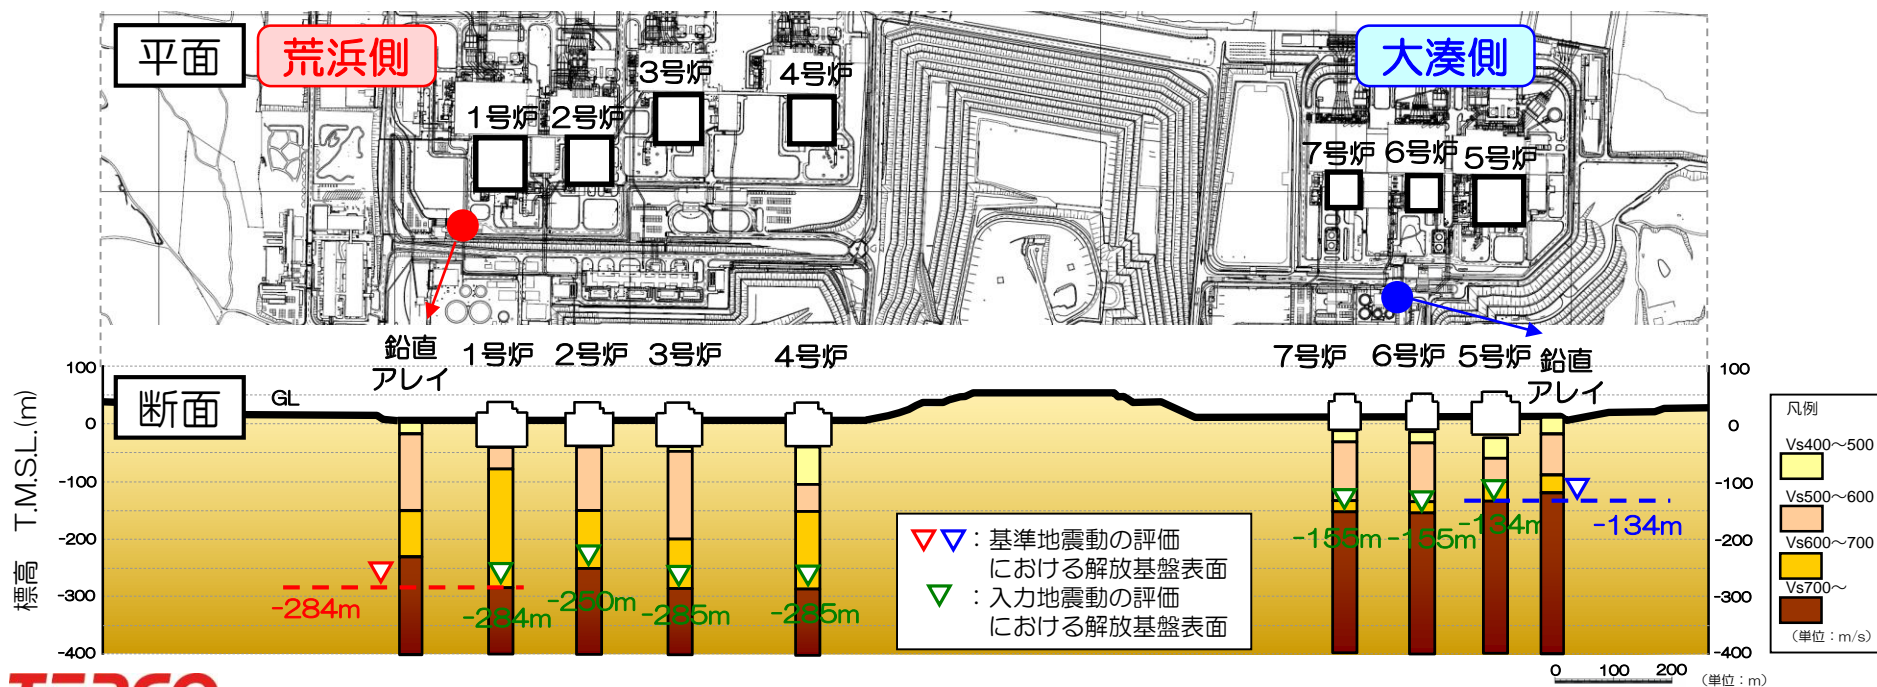 平面
荒浜側
大湊側
1号炉
2号炉
3号炉
4号炉
7号炉
6号炉
5号炉
断面
GL
鉛直
アレイ
1号炉
2号炉
3号炉
4号炉
7号炉
6号炉
5号炉
鉛直
アレイ
標高 T.M.S.L.(m)
100
0
-100
-200
-300
-400
100
0
-100
-200
-300
-400
-284m
-284m
-250m
-285m
-285m
-155m
-155m
-134m
-134m
▽▽：基準地震動の評価
における解放基盤表面
▽：入力地震動の評価
における解放基盤表面
凡例
Vs400～500
Vs500～600
Vs600～700
Vs700～
（単位：m/s）
0 100 200 （単位：m）
TEPCO